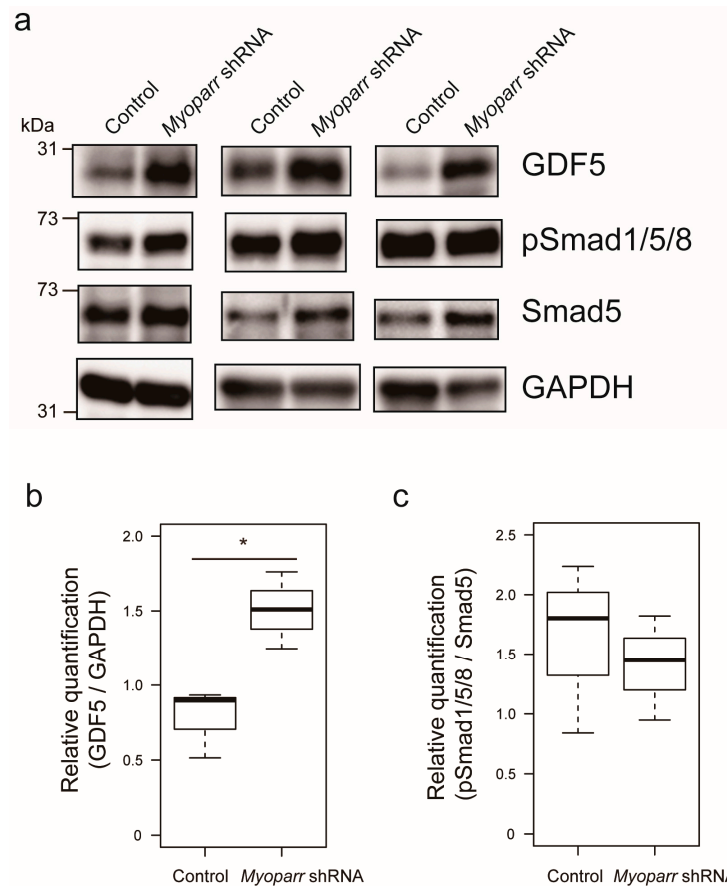 a
Control Myoparr shRNA Control Myoparr shRNA Control Myoparr shRNA
kDa
31
GDF5
73
pSmad1/5/8
73
Smad5
GAPDH
31
b
Relative quantification
(GDF5 / GAPDH)
2.0
*
1.5
1.0
0.5
0
Control Myoparr shRNA
c
Relative quantification
(pSmad1/5/8 / Smad5)
2.5
2.0
1.5
1.0
0.5
0
Control Myoparr shRNA